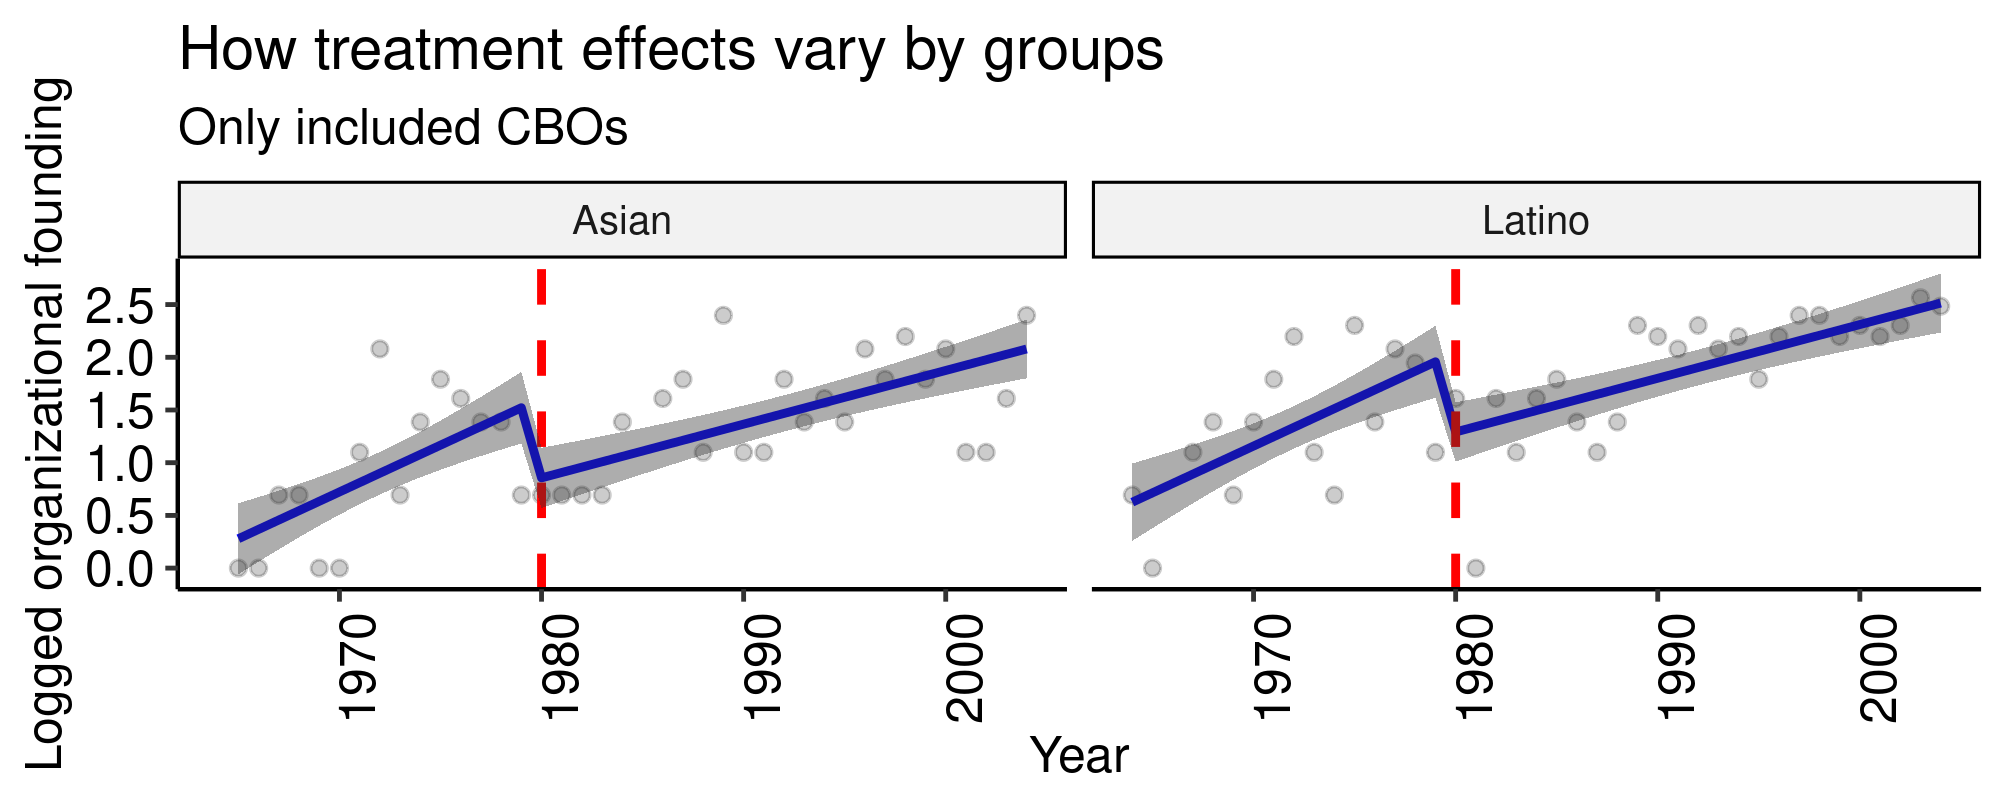 How treatment effects vary by groups
Only included CBOs
Asian
Latino
Logged organizational founding
2.5
2.0
1.5
1.0
0.5
0.0
1970
1980
1990
2000
1970
1980
1990
2000
Year